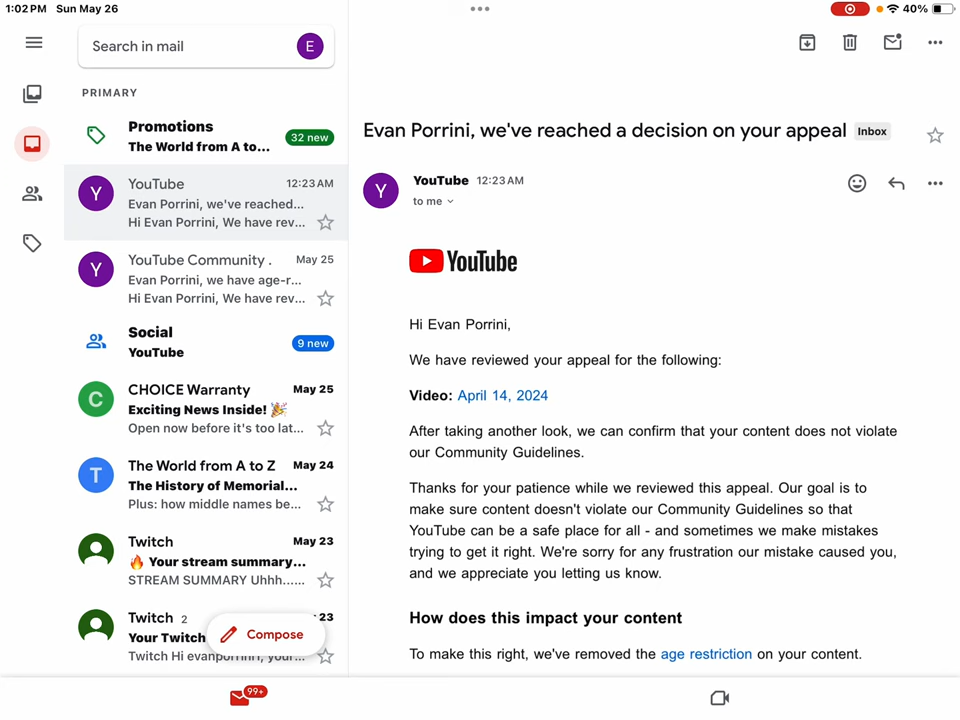 1:02 PM Sun May 26
40%
Search in mail
E
PRIMARY
Promotions
The World from A to...
32 new
Y
YouTube
12:23 AM
Evan Porrini, we've reached...
Hi Evan Porrini, We have rev...
Y
YouTube Community .
May 25
Evan Porrini, we have age-r...
Hi Evan Porrini, We have rev...
Social
YouTube
9 new
C
CHOICE Warranty
May 25
Exciting News Inside! 🎉
Open now before it's too lat...
T
The World from A to Z
May 24
The History of Memorial...
Plus: how middle names be...
Twitch
May 23
🔥 Your stream summary...
STREAM SUMMARY Uhhh......
Twitch 2
23
Your Twitch
Twitch Hi evanporrini, your...
Compose
99+
Evan Porrini, we've reached a decision on your appeal
Inbox
Y
YouTube 12:23 AM
to me
YouTube
Hi Evan Porrini,
We have reviewed your appeal for the following:
Video: April 14, 2024
After taking another look, we can confirm that your content does not violate
our Community Guidelines.
Thanks for your patience while we reviewed this appeal. Our goal is to
make sure content doesn't violate our Community Guidelines so that
YouTube can be a safe place for all - and sometimes we make mistakes
trying to get it right. We're sorry for any frustration our mistake caused you,
and we appreciate you letting us know.
How does this impact your content
To make this right, we've removed the age restriction on your content.